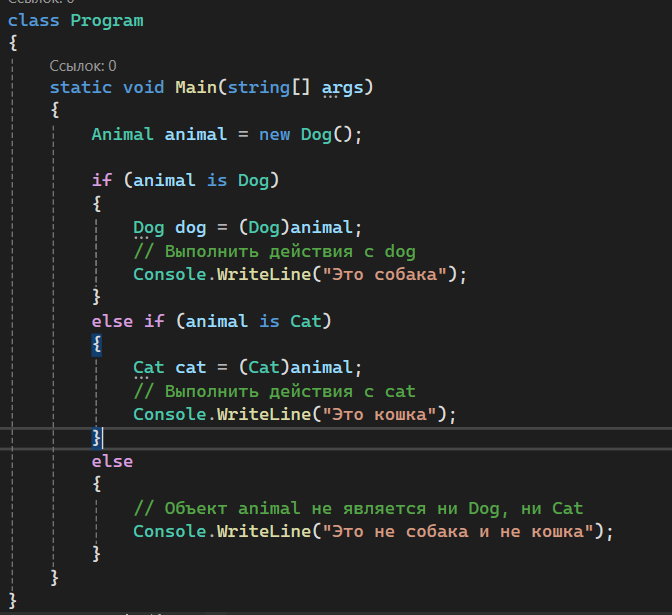 Ссылок: 0
class Program
{
Ссылок: 0
static void Main(string[] args)
{
Animal animal = new Dog();
if (animal is Dog)
{
Dog dog = (Dog)animal;
// Выполнить действия с dog
Console.WriteLine("Это собака");
}
else if (animal is Cat)
{
Cat cat = (Cat)animal;
// Выполнить действия с cat
Console.WriteLine("Это кошка");
}
else
{
// Объект animal не является ни Dog, ни Cat
Console.WriteLine("Это не собака и не кошка");
}
}
}